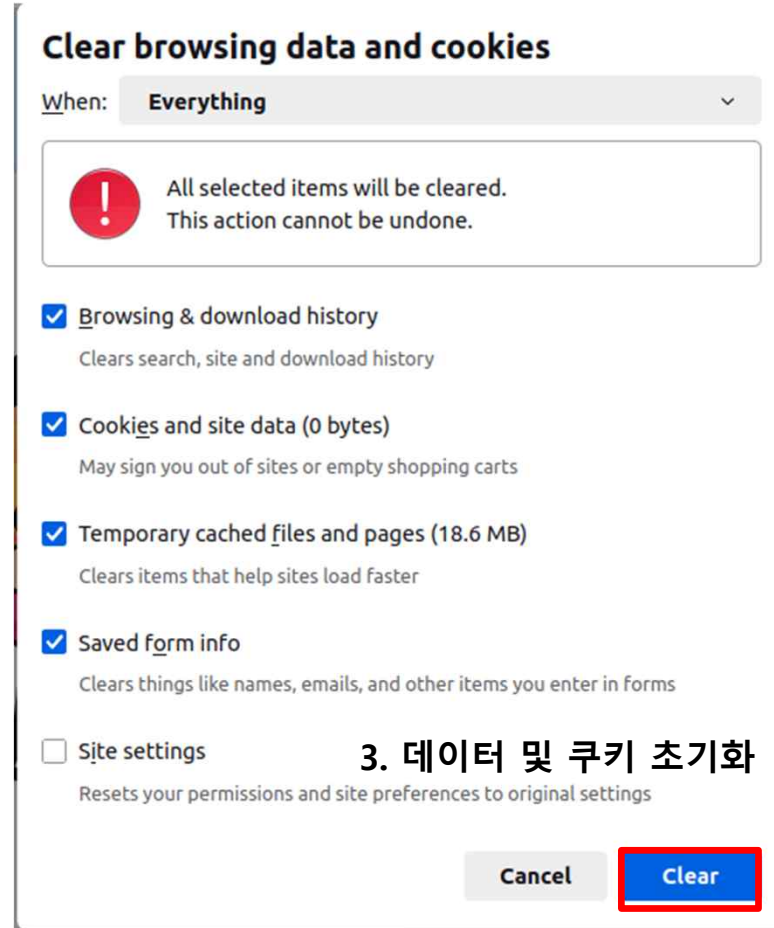 Clear browsing data and cookies
When: Everything
All selected items will be cleared.
This action cannot be undone.
Browsing & download history
Clears search, site and download history
Cookies and site data (0 bytes)
May sign you out of sites or empty shopping carts
Temporary cached files and pages (18.6 MB)
Clears items that help sites load faster
Saved form info
Clears things like names, emails, and other items you enter in forms
Site settings
3. 데이터 및 쿠키 초기화
Resets your permissions and site preferences to original settings
Cancel Clear